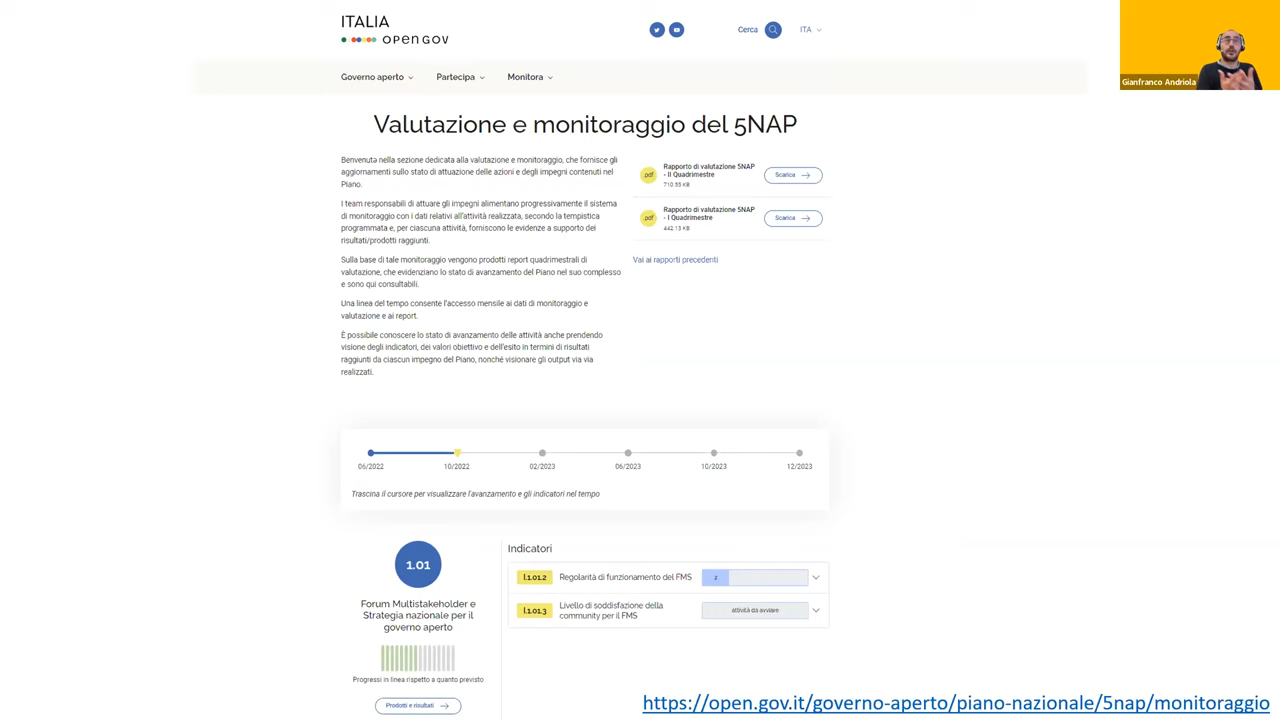 ITALIA
OPENGOV
Cerca
ITA
Gianfranco Andriola
Governo aperto
Partecipa
Monitora
Valutazione e monitoraggio del 5NAP
Benvenutə nella sezione dedicata alla valutazione e monitoraggio, che fornisce gli
aggiornamenti sullo stato di attuazione delle azioni e degli impegni contenuti nel
Piano.
I team responsabili di attuare gli impegni alimentano progressivamente il sistema
di monitoraggio con i dati relativi all'attività realizzata, secondo la tempistica
programmata e, per ciascuna attività, forniscono le evidenze a supporto dei
risultati/prodotti raggiunti.
Sulla base di tale monitoraggio vengono prodotti report quadrimestrali di
valutazione, che evidenziano lo stato di avanzamento del Piano nel suo complesso
e sono qui consultabili.
Una linea del tempo consente l'accesso mensile ai dati di monitoraggio e
valutazione e ai report.
È possibile conoscere lo stato di avanzamento delle attività anche prendendo
visione degli indicatori, dei valori obiettivo e dell'esito in termini di risultati
raggiunti da ciascun impegno del Piano, nonché visionare gli output via via
realizzati.
pdf
Rapporto di valutazione 5NAP
- II Quadrimestre
710.55 KB
Scarica
pdf
Rapporto di valutazione 5NAP
- I Quadrimestre
442.13 KB
Scarica
Vai ai rapporti precedenti
06/2022
10/2022
02/2023
06/2023
10/2023
12/2023
Trascina il cursore per visualizzare l'avanzamento e gli indicatori nel tempo
1.01
Forum Multistakeholder e
Strategia nazionale per il
governo aperto
Progressi in linea rispetto a quanto previsto
Prodotti e risultati
Indicatori
I.1.01.2
Regolarità di funzionamento del FMS
2
I.1.01.3
Livello di soddisfazione della
community per il FMS
attività da avviare
https://open.gov.it/governo-aperto/piano-nazionale/5nap/monitoraggio